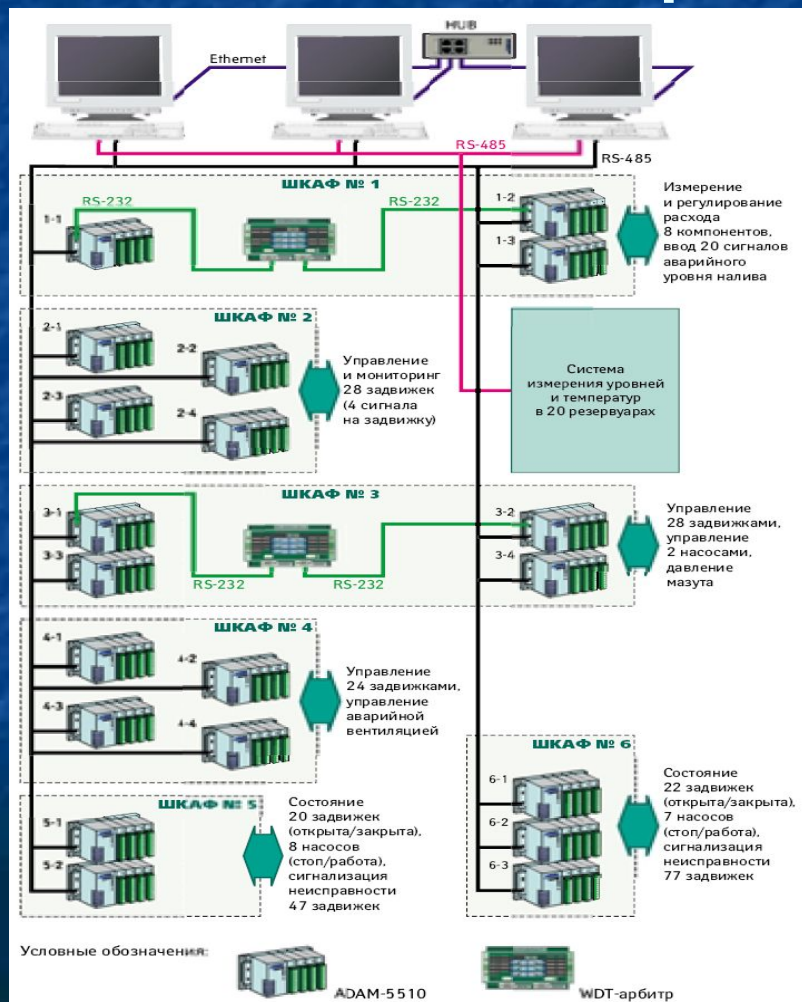 HUB
Ethernet
RS-485
RS-485
ШКАФ № 1
RS-232
RS-232
1-1
1-2
1-3
Измерение
и регулирование
расхода
8 компонентов,
ввод 20 сигналов
аварийного
уровня налива
ШКАФ № 2
2-1
2-2
2-3
2-4
Управление
и мониторинг
28 задвижек
(4 сигнала
на задвижку)
Система
измерения уровней
и температур
в 20 резервуарах
ШКАФ № 3
3-1
3-2
3-3
3-4
RS-232
RS-232
Управление
28 задвижками,
управление
2 насосами,
давление
мазута
ШКАФ № 4
4-1
4-2
4-3
4-4
Управление
24 задвижками,
управление
аварийной
вентиляцией
ШКАФ № 5
5-1
5-2
Состояние
20 задвижек
(открыта/закрыта),
8 насосов
(стоп/работа),
сигнализация
неисправности
47 задвижек
ШКАФ № 6
6-1
6-2
6-3
Состояние
22 задвижек
(открыта/закрыта),
7 насосов
(стоп/работа),
сигнализация
неисправности
77 задвижек
Условные обозначения:
ADAM-5510
WDT-арбитр